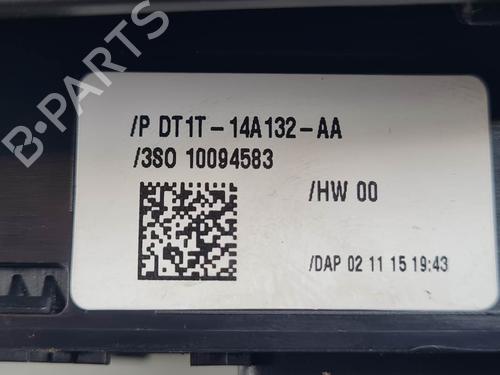 /P DT1T-14A132-AA
/3S0 10094583
/HW 00
/DAP 02 11 15 19:43
B-PARTS